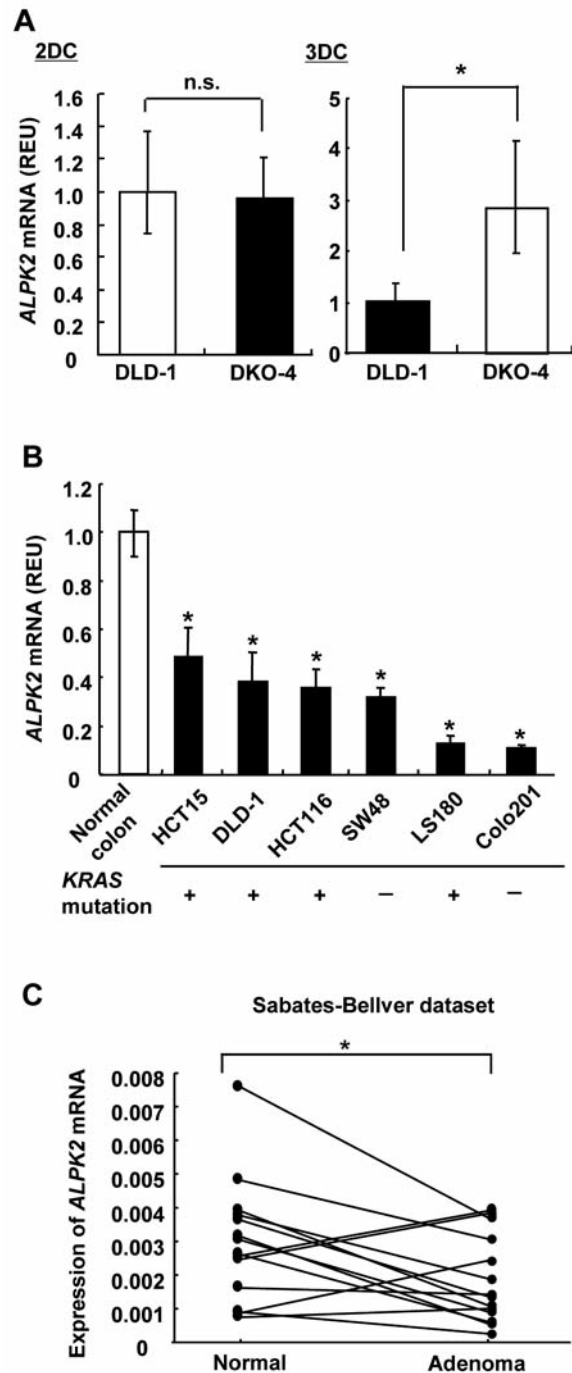 A
2DC
3DC
n.s.
*
ALPK2 mRNA (REU)
1.6
1.4
1.2
1.0
0.8
0.6
0.4
0.2
0
5
4
3
2
1
0
DLD-1
DKO-4
DLD-1
DKO-4
B
ALPK2 mRNA (REU)
1.2
1.0
0.8
0.6
0.4
0.2
0
* * * * * *
Normal colon
HCT15
DLD-1
HCT116
SW48
LS180
Colo201
KRAS mutation
+ + + − + −
C
Sabates-Bellver dataset
*
Expression of ALPK2 mRNA
0.008
0.007
0.006
0.005
0.004
0.003
0.002
0.001
0
Normal
Adenoma